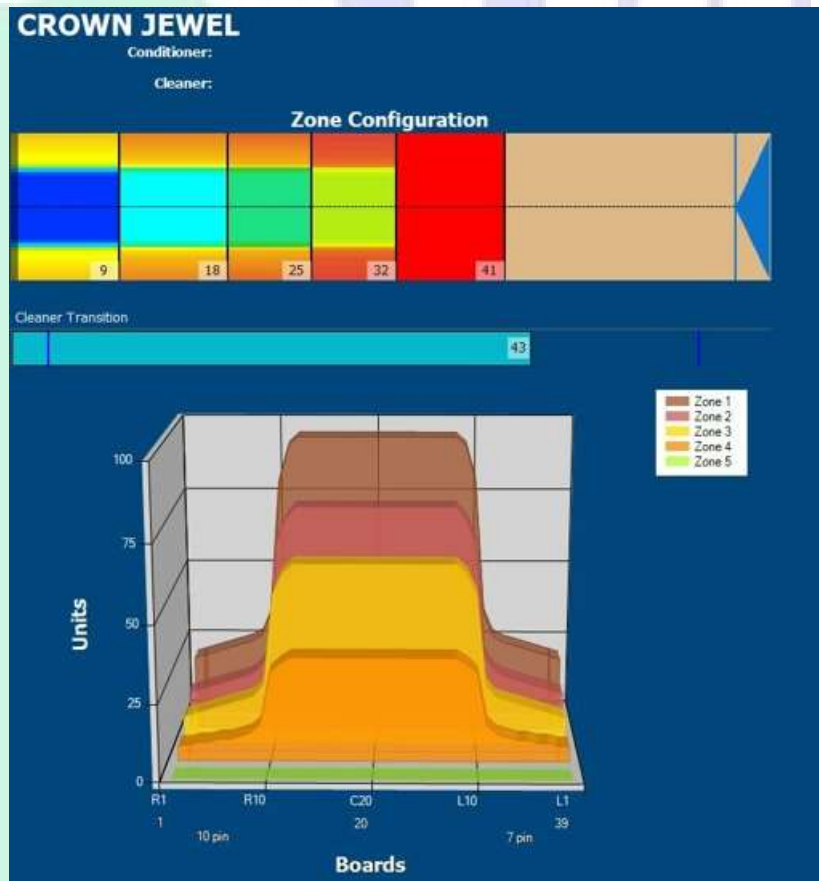 CROWN JEWEL
Conditioner:
Cleaner:
Zone Configuration
9 18 25 32 41
Cleaner Transition
43
Zone 1
Zone 2
Zone 3
Zone 4
Zone 5
100
75
50
25
0
Units
R1 R10 C20 L10 L1
1 20 39
10 pin 7 pin
Boards